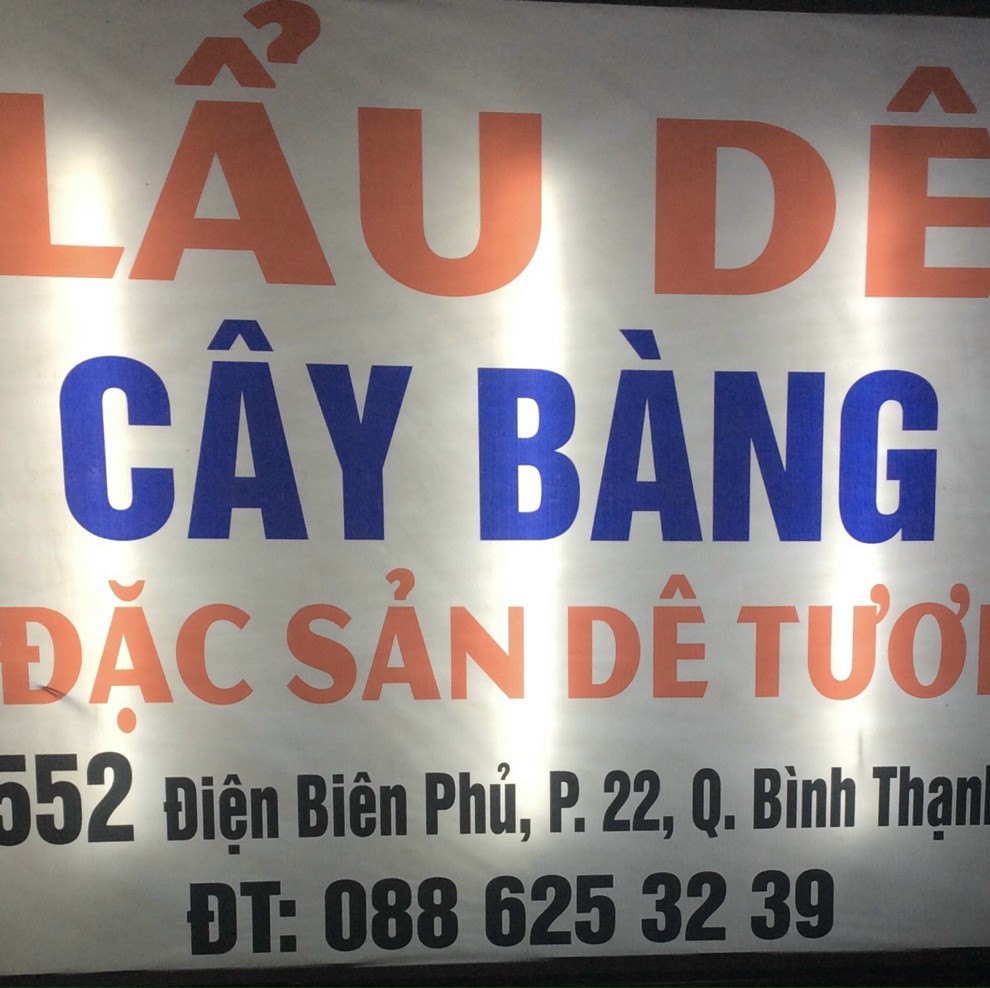 LẨU DÊ
CÂY BÀNG
ĐẶC SẢN DÊ TƯƠI
552 Điện Biên Phủ, P. 22, Q. Bình Thạnh
ĐT: 088 625 32 39